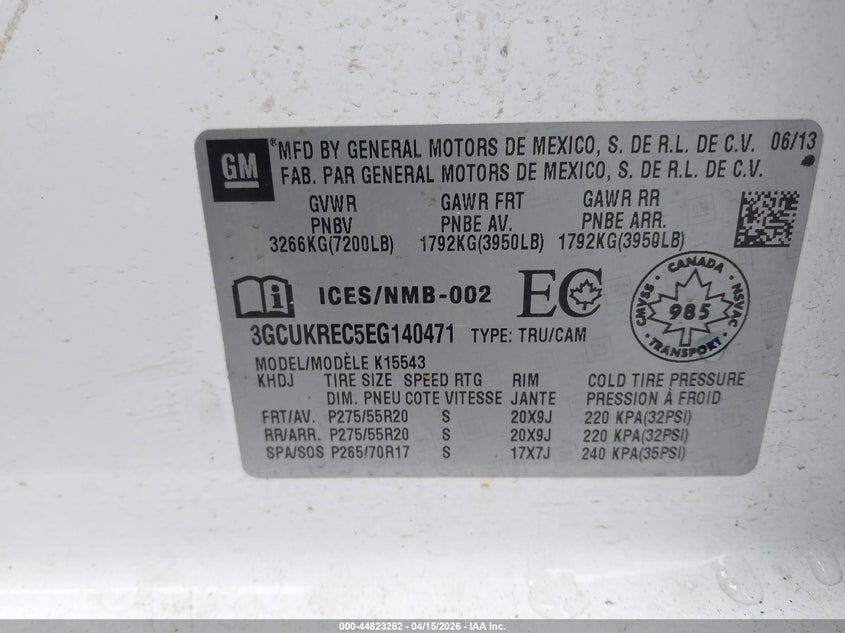 GM
MFD BY GENERAL MOTORS DE MEXICO, S. DE R.L. DE C.V. 06/13
FAB. PAR GENERAL MOTORS DE MEXICO, S. DE R.L. DE C.V.
GVWR GAWR FRT GAWR RR
PNBV PNBE AV. PNBE ARR.
3266KG(7200LB) 1792KG(3950LB) 1792KG(3950LB)
i ICES/NMB-002 EC
CANADA
CMVSS 985 NSVAC
TRANSPORT
3GCUKREC5EG140471 TYPE: TRU/CAM
MODEL/MODÈLE K15543
KHDJ TIRE SIZE SPEED RTG RIM COLD TIRE PRESSURE
DIM. PNEU COTE VITESSE JANTE PRESSION À FROID
FRT/AV. P275/55R20 S 20X9J 220 KPA(32PSI)
RR/ARR. P275/55R20 S 20X9J 220 KPA(32PSI)
SPA/SOS P265/70R17 S 17X7J 240 KPA(35PSI)
000-44823282 - 04/15/2026 - IAA Inc.